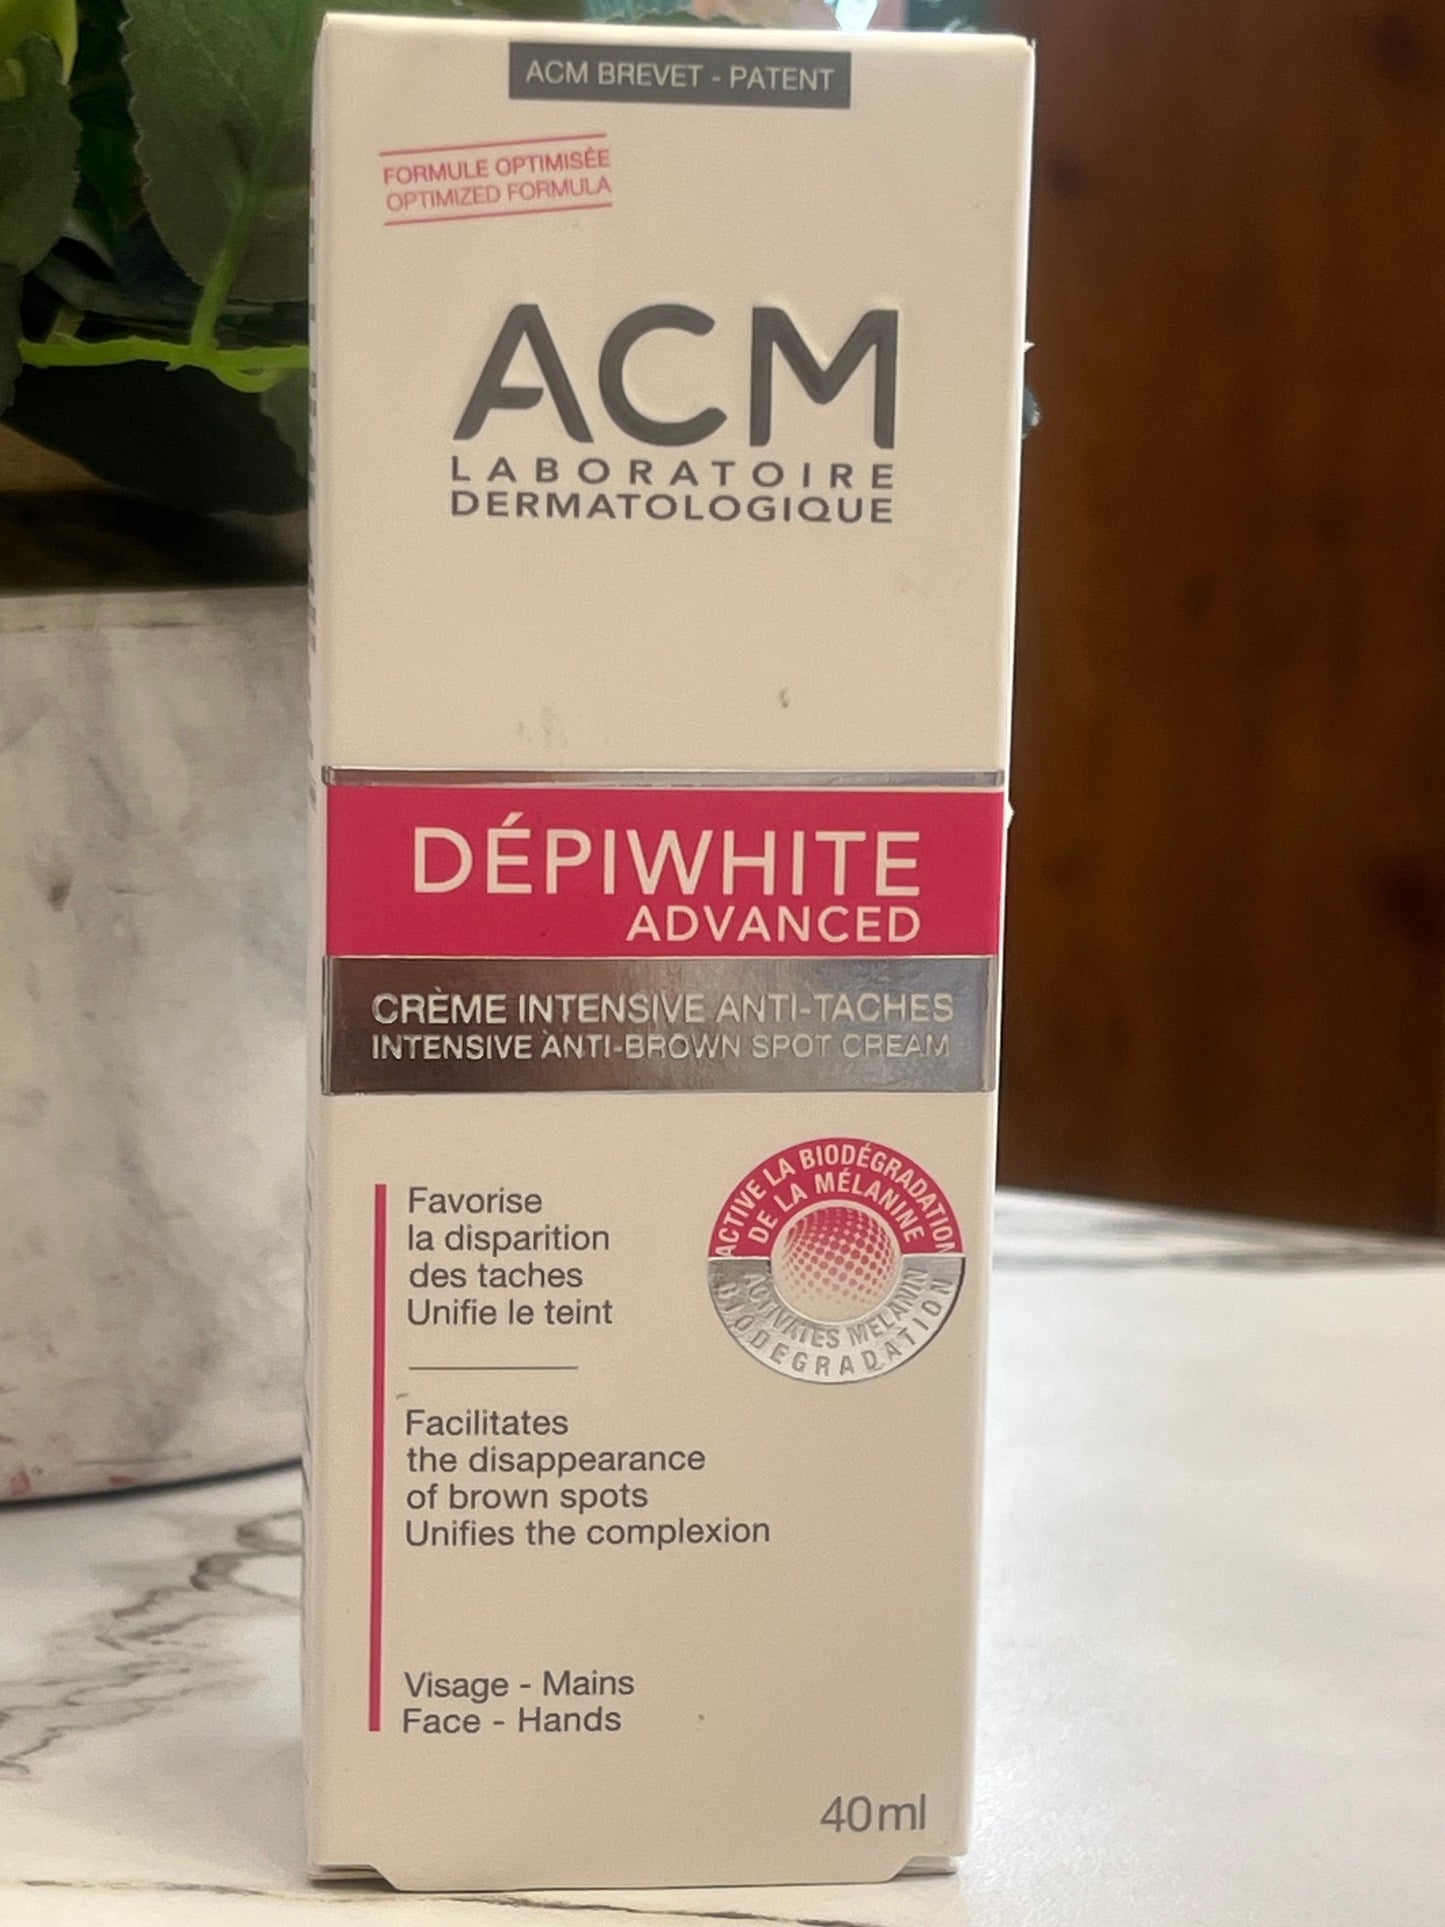 ACM BREVET - PATENT
FORMULE OPTIMISÉE
OPTIMIZED FORMULA
ACM
LABORATOIRE
DERMATOLOGIQUE
DÉPIWHITE
ADVANCED
CRÈME INTENSIVE ANTI-TACHES
INTENSIVE ANTI-BROWN SPOT CREAM
ACTIVE LA BIODÉGRADATION
DE LA MÉLANINE
ACTIVATES MELANIN
BIODEGRADATION
Favorise
la disparition
des taches
Unifie le teint
Facilitates
the disappearance
of brown spots
Unifies the complexion
Visage - Mains
Face - Hands
40ml